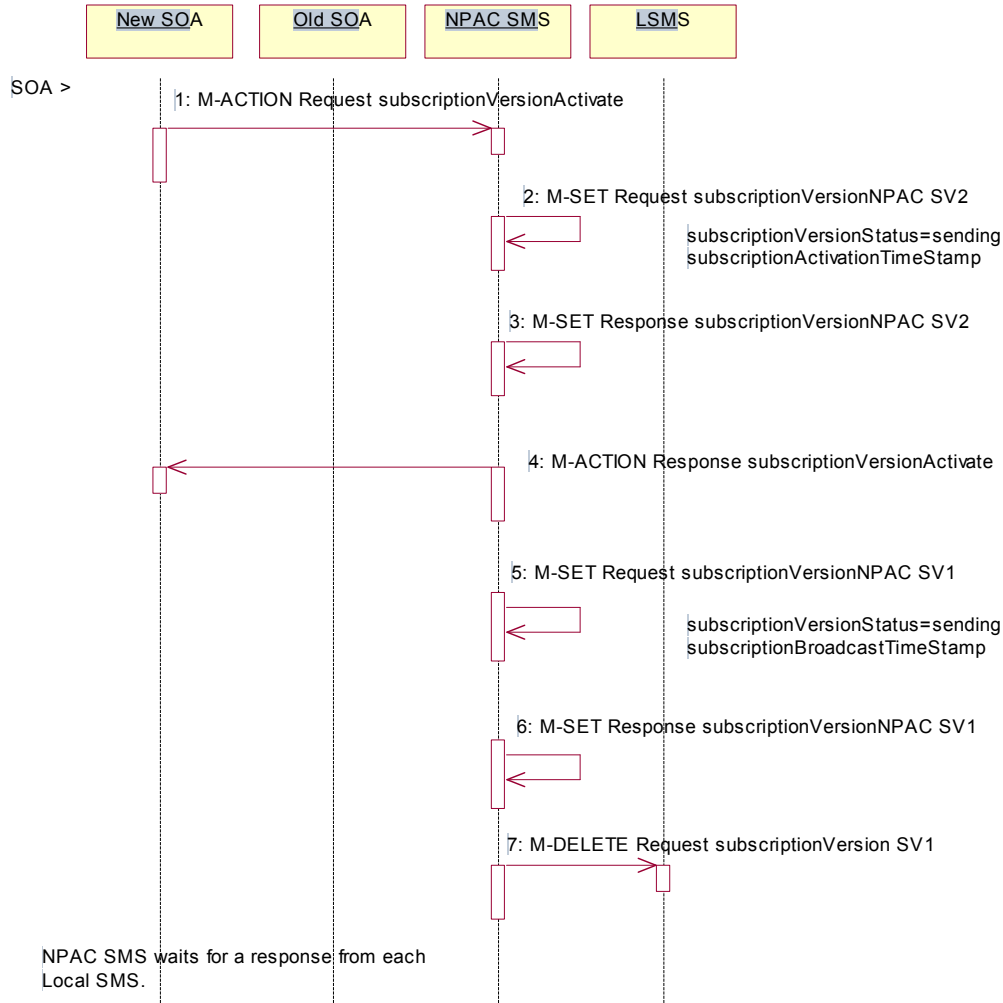 New SOA
Old SOA
NPAC SMS
LSMS
SOA >
1: M-ACTION Request subscriptionVersionActivate
2: M-SET Request subscriptionVersionNPAC SV2
subscriptionVersionStatus=sending
subscriptionActivationTimeStamp
3: M-SET Response subscriptionVersionNPAC SV2
4: M-ACTION Response subscriptionVersionActivate
5: M-SET Request subscriptionVersionNPAC SV1
subscriptionVersionStatus=sending
subscriptionBroadcastTimeStamp
6: M-SET Response subscriptionVersionNPAC SV1
7: M-DELETE Request subscriptionVersion SV1
NPAC SMS waits for a response from each
Local SMS.